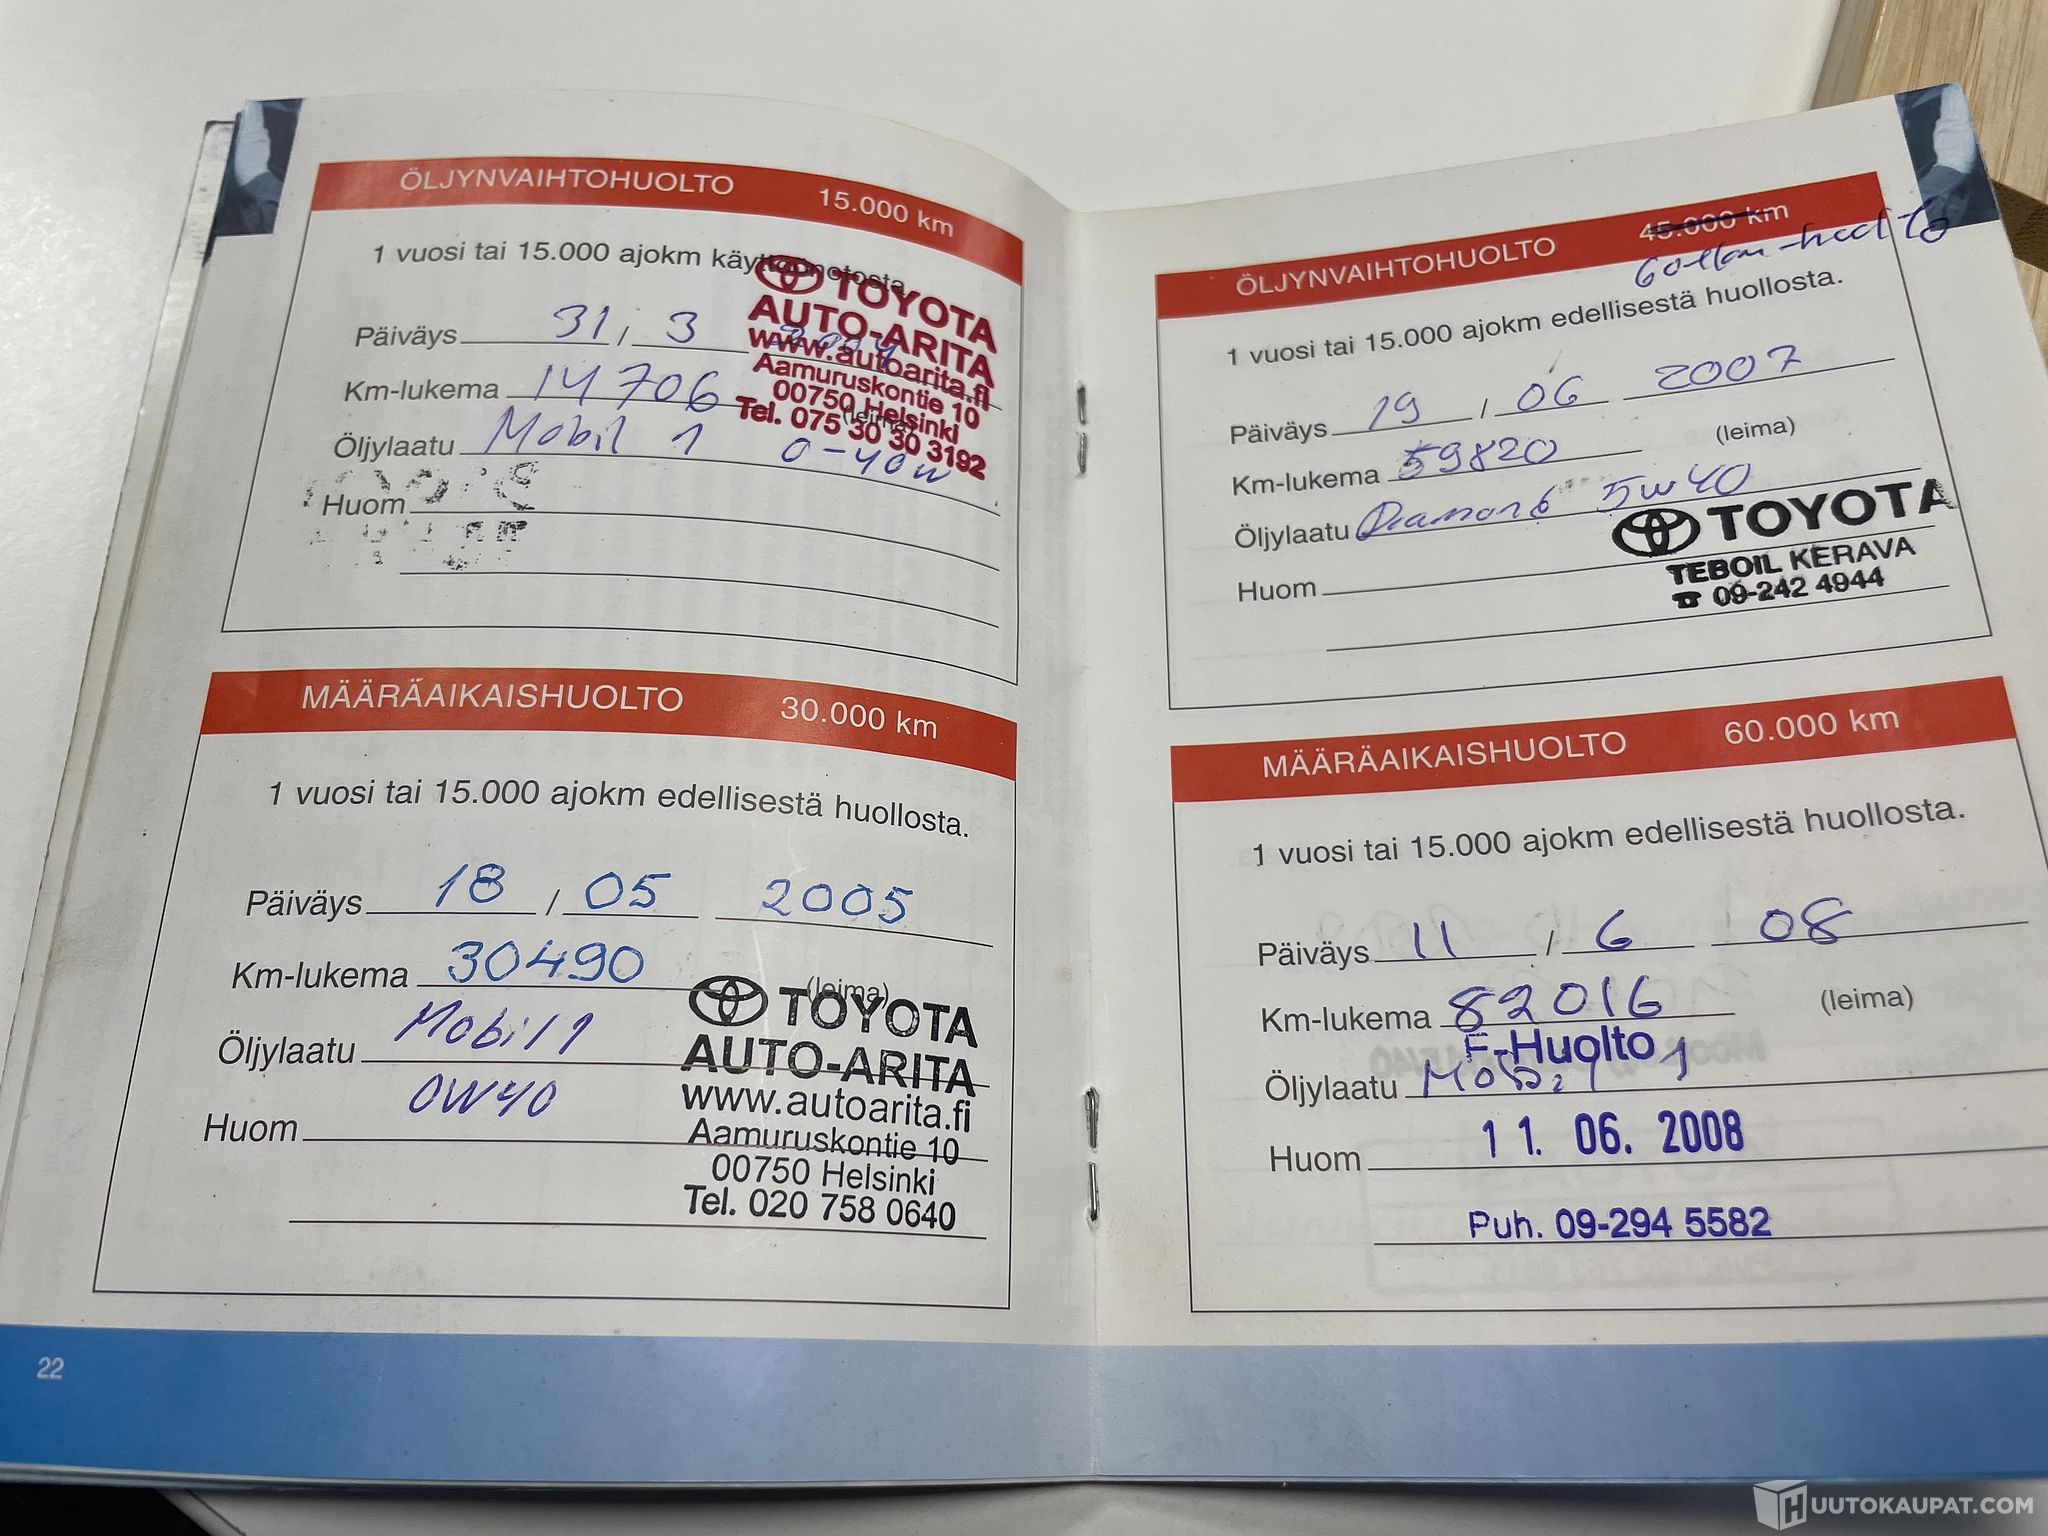 ÖLJYNVAIHTOHUOLTO 15.000 km
1 vuosi tai 15.000 ajokm käyttöönotosta
Päiväys 31 / 3 2004
Km-lukema 14706
(leima)
Öljylaatu Mobil 1 0-40W
Huom
TOYOTA
AUTO-ARITA
www.autoarita.fi
Aamuruskontie 10
00750 Helsinki
Tel. 075 30 30 3192
MÄÄRÄAIKAISHUOLTO 30.000 km
1 vuosi tai 15.000 ajokm edellisestä huollosta.
Päiväys 18 / 05 2005
Km-lukema 30490
(leima)
Öljylaatu Mobil 1
0W40
Huom
TOYOTA
AUTO-ARITA
www.autoarita.fi
Aamuruskontie 10
00750 Helsinki
Tel. 020 758 0640
22
ÖLJYNVAIHTOHUOLTO 45.000 km
1 vuosi tai 15.000 ajokm edellisestä huollosta.
Päiväys 19 / 06 2007
(leima)
Km-lukema 59820
Öljylaatu 5W40
Huom
TOYOTA
TEBOIL KERAVA
☎ 09-242 4944
MÄÄRÄAIKAISHUOLTO 60.000 km
1 vuosi tai 15.000 ajokm edellisestä huollosta.
Päiväys 11 / 6 08
Km-lukema 82016
(leima)
F-Huolto
Öljylaatu Mobil 1
11. 06. 2008
Huom
Puh. 09-294 5582
HUUTOKAUPAT.COM